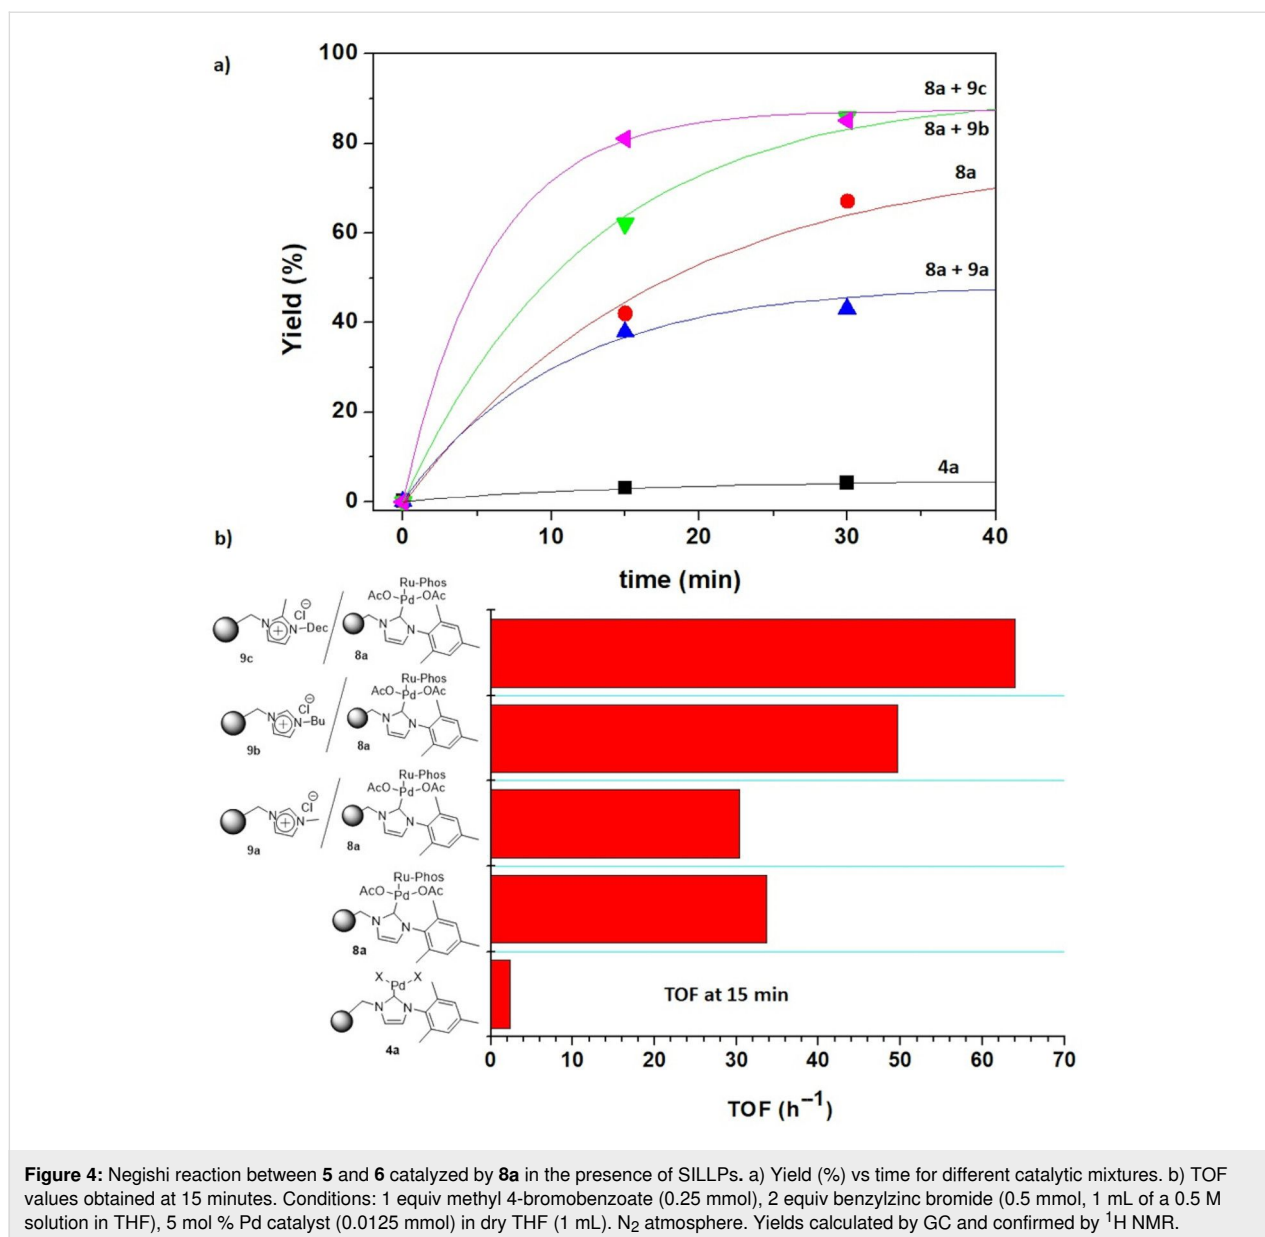 a)
100
80
60
40
20
0
Yield (%)
8a + 9c
8a + 9b
8a
8a + 9a
4a
0 10 20 30 40
time (min)
b)
Ru-Phos
AcO Pd OAc
Cl⊖
N + N Dec
N N
9c
8a
Ru-Phos
AcO Pd OAc
Cl⊖
N + N Bu
N N
9b
8a
Ru-Phos
AcO Pd OAc
Cl⊖
N + N
N N
9a
8a
Ru-Phos
AcO Pd OAc
N N
8a
X Pd X
N N
4a
TOF at 15 min
0 10 20 30 40 50 60 70
TOF (h⁻¹)
Figure 4: Negishi reaction between 5 and 6 catalyzed by 8a in the presence of SILLPs. a) Yield (%) vs time for different catalytic mixtures. b) TOF
values obtained at 15 minutes. Conditions: 1 equiv methyl 4-bromobenzoate (0.25 mmol), 2 equiv benzylzinc bromide (0.5 mmol, 1 mL of a 0.5 M
solution in THF), 5 mol % Pd catalyst (0.0125 mmol) in dry THF (1 mL). N₂ atmosphere. Yields calculated by GC and confirmed by ¹H NMR.